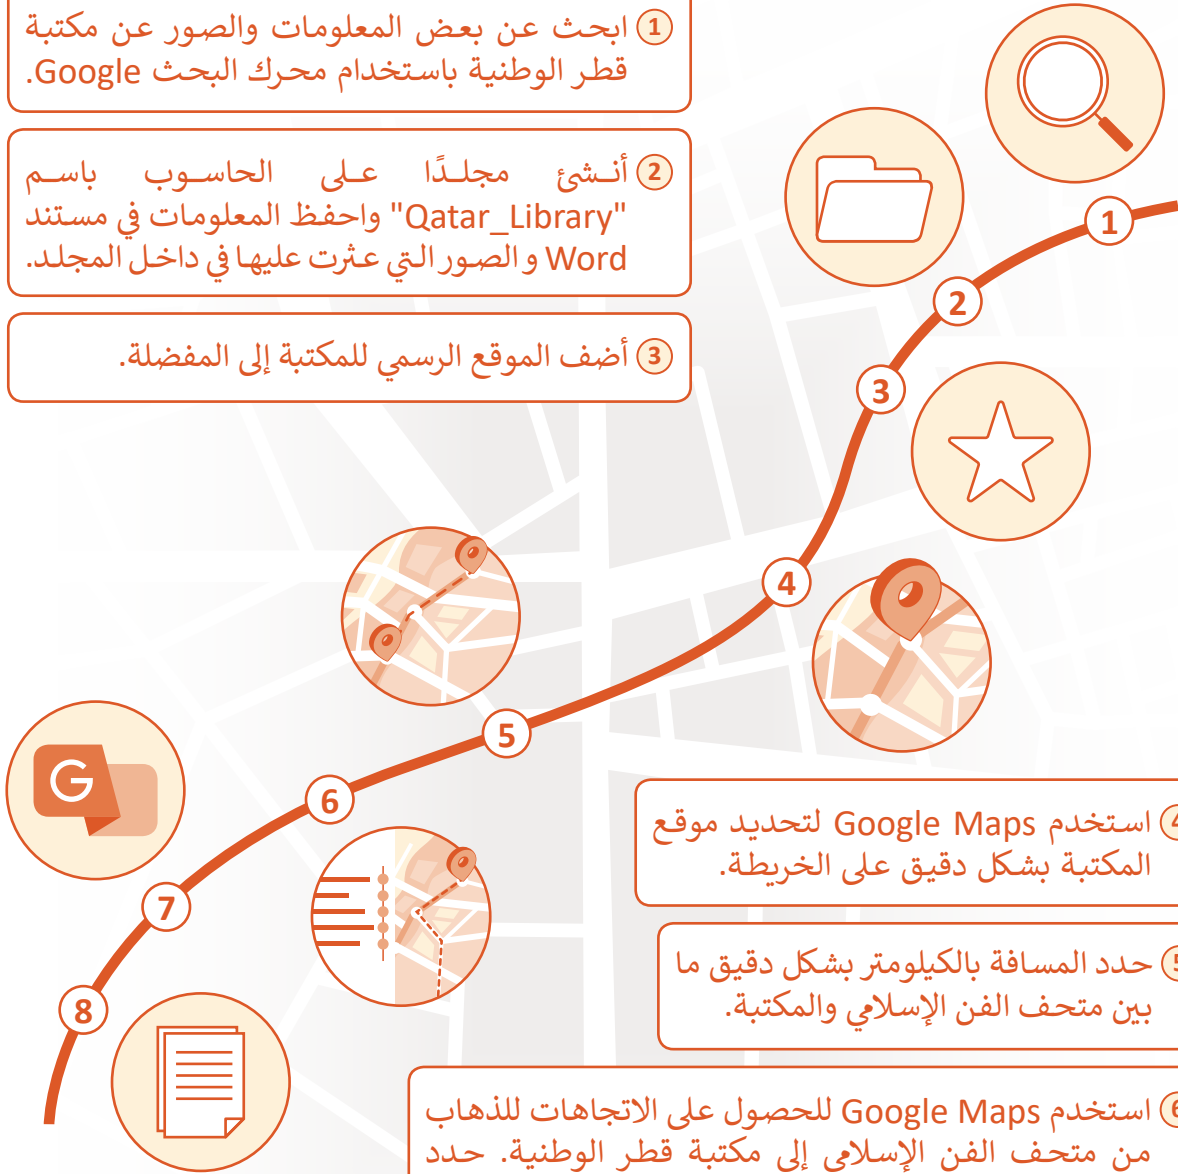 1 ابحث عن بعض المعلومات والصور عن مكتبة
قطر الوطنية باستخدام محرك البحث Google.
2 أنشئ مجلدًا على الحاسوب باسم
"Qatar_Library" واحفظ المعلومات في مستند
Word والصور التي عثرت عليها في داخل المجلد.
3 أضف الموقع الرسمي للمكتبة إلى المفضلة.
1
2
3
4
5
6
7
8
G
4 استخدم Google Maps لتحديد موقع
المكتبة بشكل دقيق على الخريطة.
5 حدد المسافة بالكيلومتر بشكل دقيق ما
بين متحف الفن الإسلامي والمكتبة.
6 استخدم Google Maps للحصول على الاتجاهات للذهاب
من متحف الفن الإسلامي إلى مكتبة قطر الوطنية. حدد